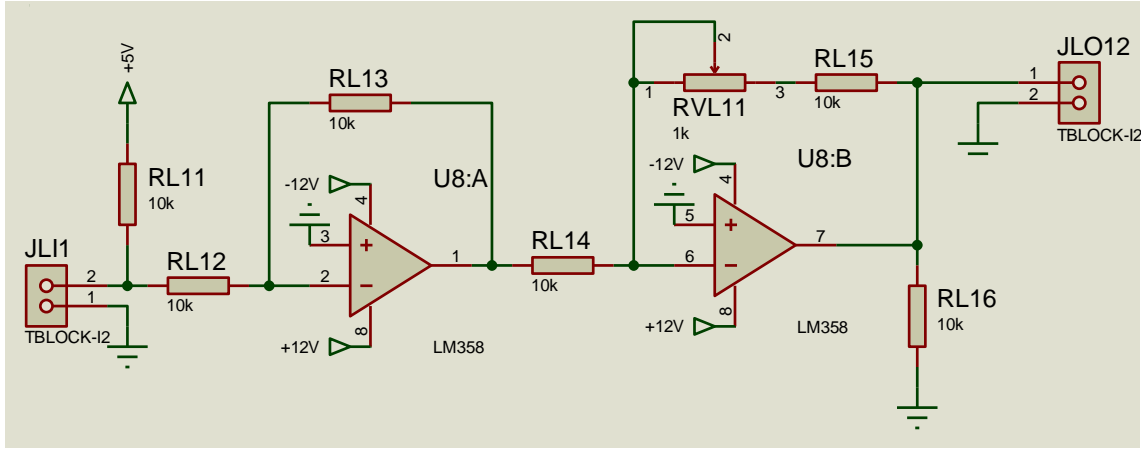 +5V
RL11
10k
JLI1
2
1
TBLOCK-I2
RL12
10k
RL13
10k
-12V
4
3
2
1
8
+12V
U8:A
LM358
RL14
10k
2
1
3
RVL11
1k
RL15
10k
-12V
4
5
6
7
8
+12V
U8:B
LM358
RL16
10k
JLO12
1
2
TBLOCK-I2